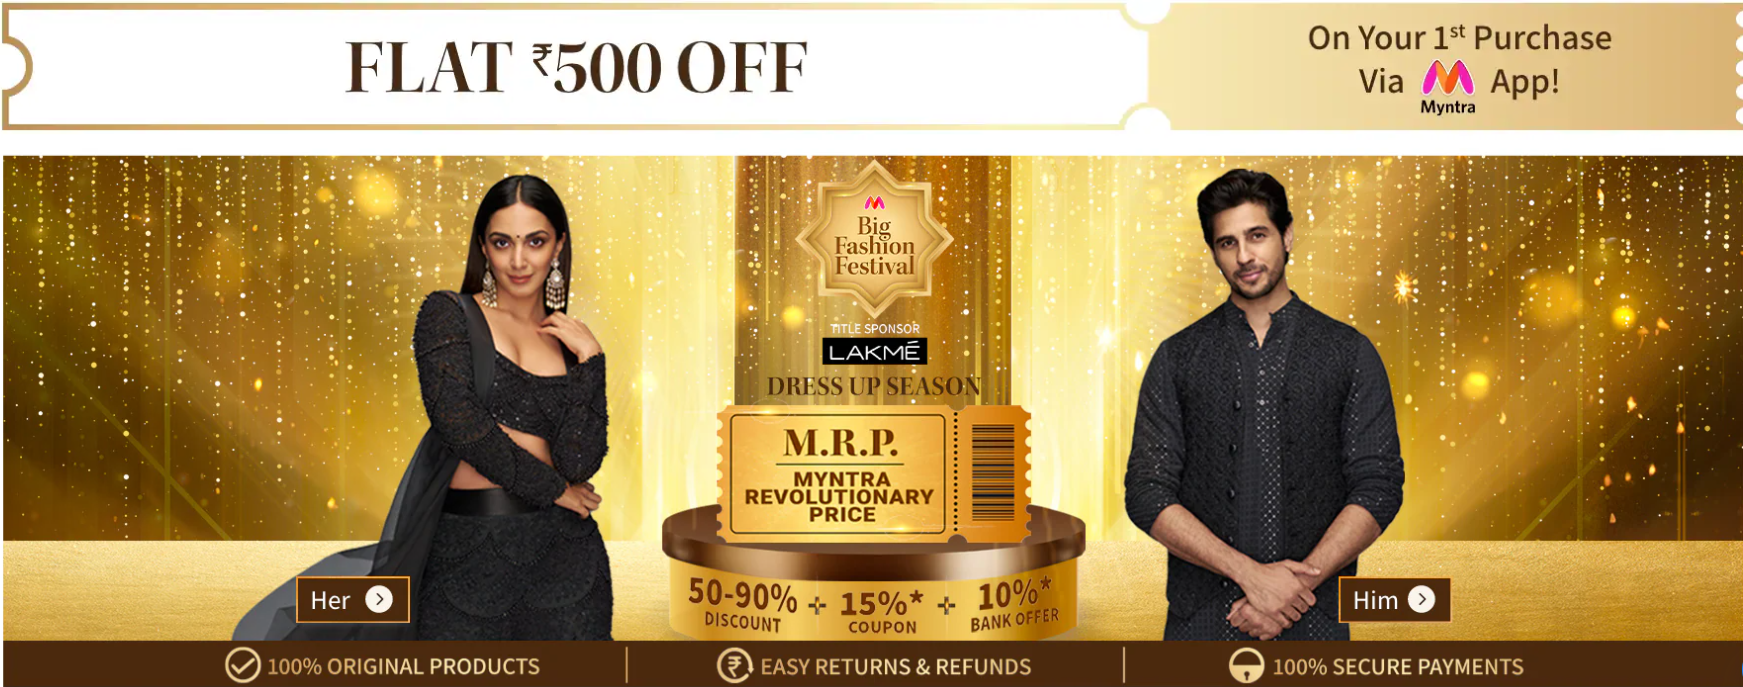 FLAT ₹500 OFF
On Your 1st Purchase
Via Myntra App!
Big
Fashion
Festival
TITLE SPONSOR
LAKMÉ
DRESS UP SEASON
M.R.P.
MYNTRA
REVOLUTIONARY
PRICE
50-90% + 15%* + 10%*
DISCOUNT COUPON BANK OFFER
Her
Him
100% ORIGINAL PRODUCTS
EASY RETURNS & REFUNDS
100% SECURE PAYMENTS